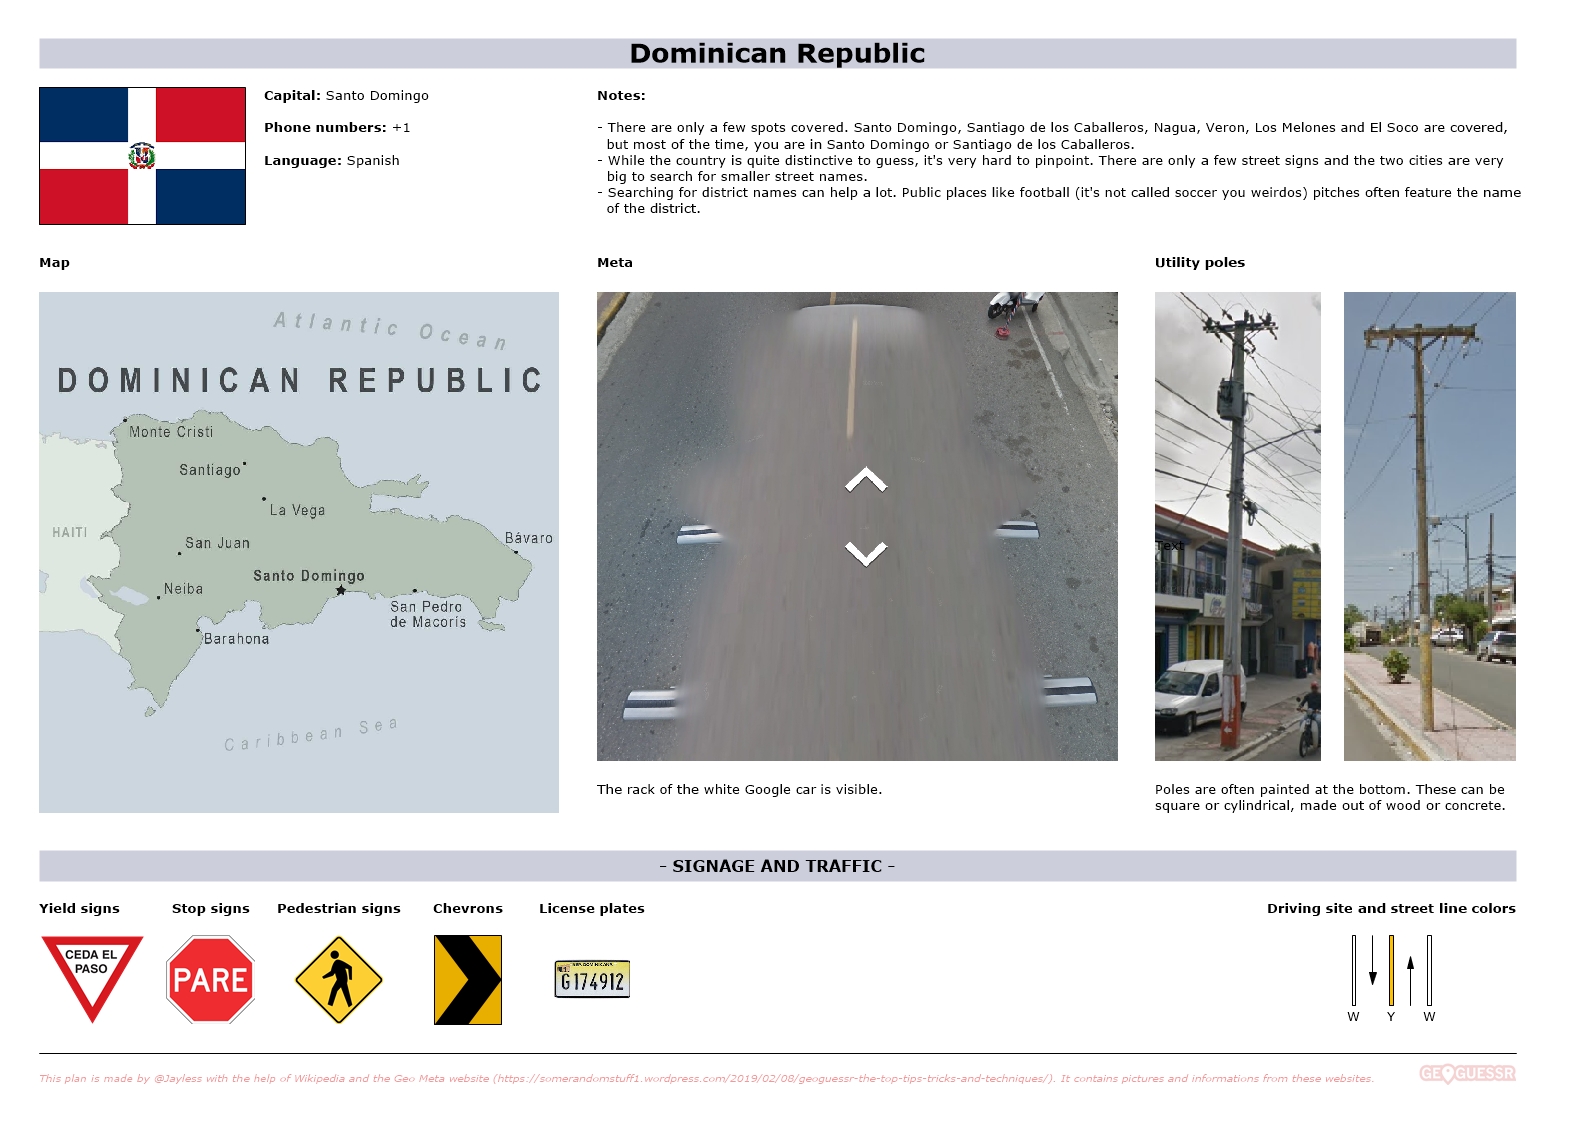 Dominican Republic
Capital: Santo Domingo
Phone numbers: +1
Language: Spanish
Notes:
- There are only a few spots covered. Santo Domingo, Santiago de los Caballeros, Nagua, Veron, Los Melones and El Soco are covered,
but most of the time, you are in Santo Domingo or Santiago de los Caballeros.
- While the country is quite distinctive to guess, it's very hard to pinpoint. There are only a few street signs and the two cities are very
big to search for smaller street names.
- Searching for district names can help a lot. Public places like football (it's not called soccer you weirdos) pitches often feature the name
of the district.
Map
Atlantic Ocean
DOMINICAN REPUBLIC
Monte Cristi
Santiago
La Vega
HAITI
San Juan
Bávaro
Santo Domingo
Neiba
San Pedro
de Macorís
Barahona
Caribbean Sea
Meta
The rack of the white Google car is visible.
Utility poles
Text
Poles are often painted at the bottom. These can be
square or cylindrical, made out of wood or concrete.
- SIGNAGE AND TRAFFIC -
Yield signs
CEDA EL
PASO
Stop signs
PARE
Pedestrian signs
Chevrons
License plates
G174912
Driving site and street line colors
W Y W
This plan is made by @Jayless with the help of Wikipedia and the Geo Meta website (https://somerandomstuff1.wordpress.com/2019/02/08/geoguessr-the-top-tips-tricks-and-techniques/). It contains pictures and informations from these websites.
GEOGUESSR